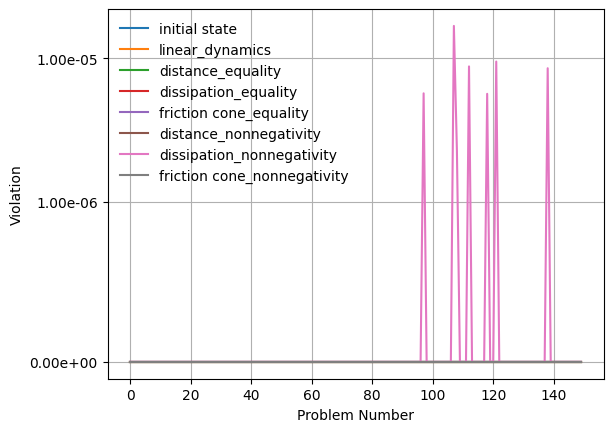 initial state
linear_dynamics
distance_equality
dissipation_equality
friction cone_equality
distance_nonnegativity
dissipation_nonnegativity
friction cone_nonnegativity
1.00e-05
1.00e-06
0.00e+00
Violation
0 20 40 60 80 100 120 140
Problem Number